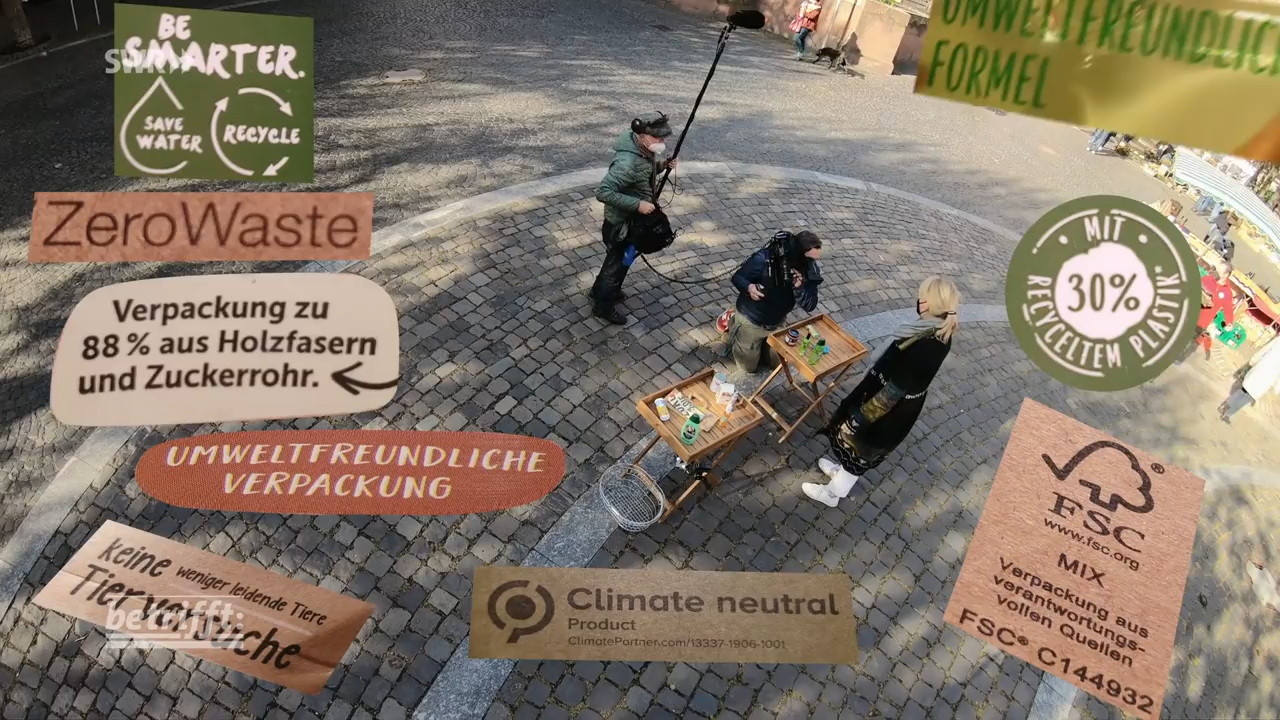 BE
SMARTER.
SAVE
WATER
RECYCLE
SWR
UMWELTFREUNDLICH
FORMEL
ZeroWaste
Verpackung zu
88 % aus Holzfasern
und Zuckerrohr.
MIT
30%
RECYCELTEM PLASTIK*
UMWELTFREUNDLICHE
VERPACKUNG
FSC®
www.fsc.org
MIX
Verpackung aus
verantwortungs-
vollen Quellen
FSC® C144932
keine weniger leidende Tiere
Tierversuche
betrifft:
Climate neutral
Product
ClimatePartner.com/13337-1906-1001